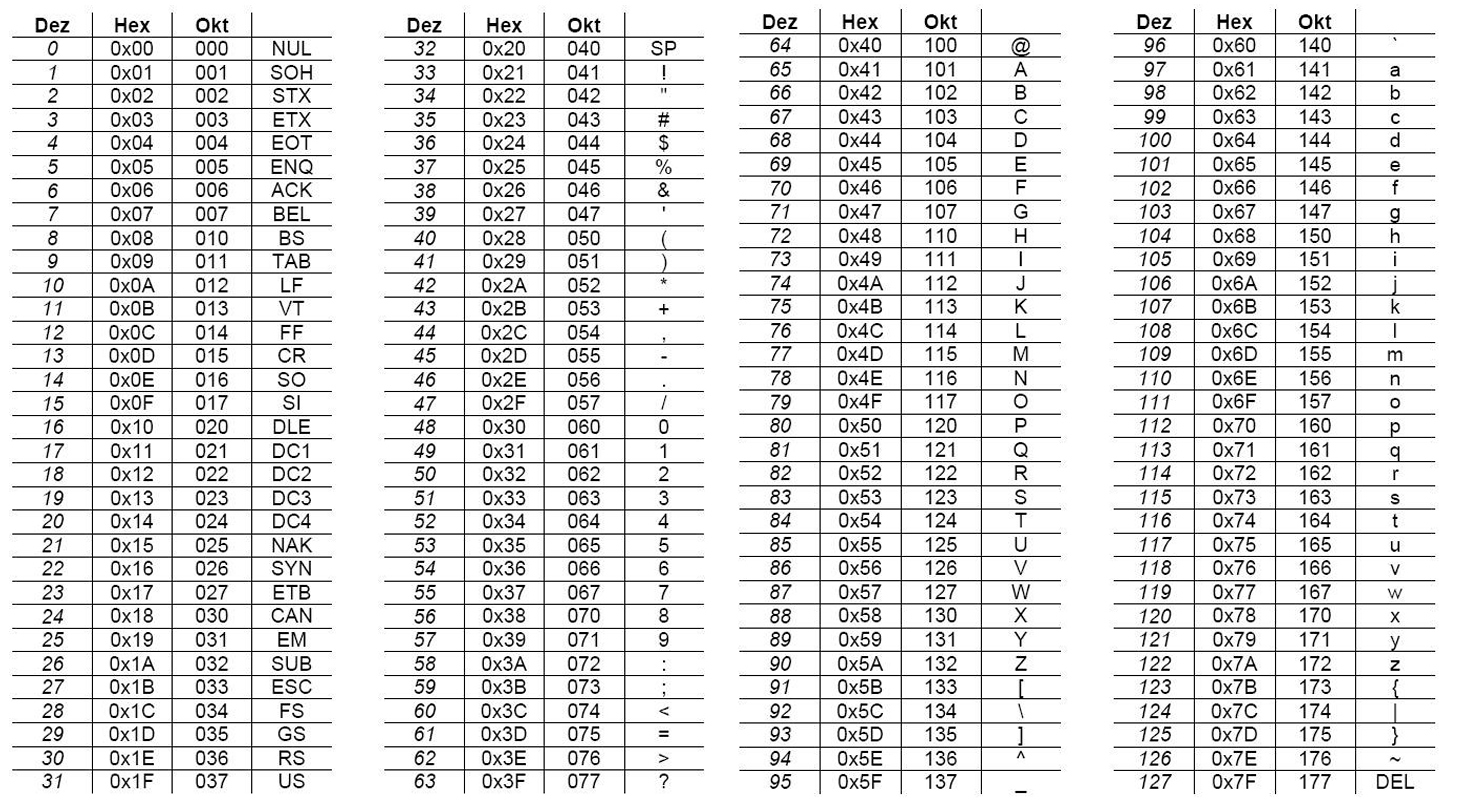 Dez Hex Okt
0 0x00 000 NUL
1 0x01 001 SOH
2 0x02 002 STX
3 0x03 003 ETX
4 0x04 004 EOT
5 0x05 005 ENQ
6 0x06 006 ACK
7 0x07 007 BEL
8 0x08 010 BS
9 0x09 011 TAB
10 0x0A 012 LF
11 0x0B 013 VT
12 0x0C 014 FF
13 0x0D 015 CR
14 0x0E 016 SO
15 0x0F 017 SI
16 0x10 020 DLE
17 0x11 021 DC1
18 0x12 022 DC2
19 0x13 023 DC3
20 0x14 024 DC4
21 0x15 025 NAK
22 0x16 026 SYN
23 0x17 027 ETB
24 0x18 030 CAN
25 0x19 031 EM
26 0x1A 032 SUB
27 0x1B 033 ESC
28 0x1C 034 FS
29 0x1D 035 GS
30 0x1E 036 RS
31 0x1F 037 US
Dez Hex Okt
32 0x20 040 SP
33 0x21 041 !
34 0x22 042 "
35 0x23 043 #
36 0x24 044 $
37 0x25 045 %
38 0x26 046 &
39 0x27 047 '
40 0x28 050 (
41 0x29 051 )
42 0x2A 052 *
43 0x2B 053 +
44 0x2C 054 ,
45 0x2D 055 -
46 0x2E 056 .
47 0x2F 057 /
48 0x30 060 0
49 0x31 061 1
50 0x32 062 2
51 0x33 063 3
52 0x34 064 4
53 0x35 065 5
54 0x36 066 6
55 0x37 067 7
56 0x38 070 8
57 0x39 071 9
58 0x3A 072 :
59 0x3B 073 ;
60 0x3C 074 <
61 0x3D 075 =
62 0x3E 076 >
63 0x3F 077 ?
Dez Hex Okt
64 0x40 100 @
65 0x41 101 A
66 0x42 102 B
67 0x43 103 C
68 0x44 104 D
69 0x45 105 E
70 0x46 106 F
71 0x47 107 G
72 0x48 110 H
73 0x49 111 I
74 0x4A 112 J
75 0x4B 113 K
76 0x4C 114 L
77 0x4D 115 M
78 0x4E 116 N
79 0x4F 117 O
80 0x50 120 P
81 0x51 121 Q
82 0x52 122 R
83 0x53 123 S
84 0x54 124 T
85 0x55 125 U
86 0x56 126 V
87 0x57 127 W
88 0x58 130 X
89 0x59 131 Y
90 0x5A 132 Z
91 0x5B 133 [
92 0x5C 134 \
93 0x5D 135 ]
94 0x5E 136 ^
95 0x5F 137 _
Dez Hex Okt
96 0x60 140 `
97 0x61 141 a
98 0x62 142 b
99 0x63 143 c
100 0x64 144 d
101 0x65 145 e
102 0x66 146 f
103 0x67 147 g
104 0x68 150 h
105 0x69 151 i
106 0x6A 152 j
107 0x6B 153 k
108 0x6C 154 l
109 0x6D 155 m
110 0x6E 156 n
111 0x6F 157 o
112 0x70 160 p
113 0x71 161 q
114 0x72 162 r
115 0x73 163 s
116 0x74 164 t
117 0x75 165 u
118 0x76 166 v
119 0x77 167 w
120 0x78 170 x
121 0x79 171 y
122 0x7A 172 z
123 0x7B 173 {
124 0x7C 174 |
125 0x7D 175 }
126 0x7E 176 ~
127 0x7F 177 DEL